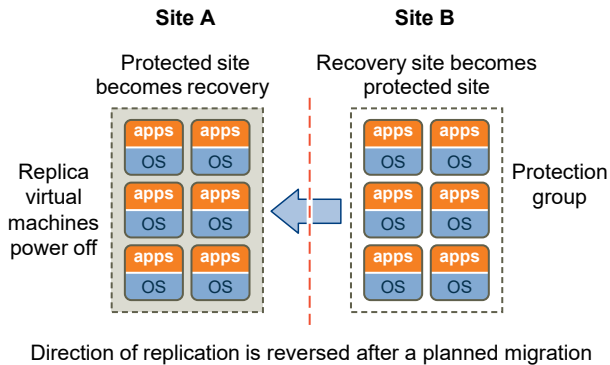 Site A
Site B
Protected site
becomes recovery
Recovery site becomes
protected site
apps apps apps apps
OS OS OS OS
Replica
virtual
machines
power off
Protection
group
apps apps apps apps
OS OS OS OS
apps apps apps apps
OS OS OS OS
Direction of replication is reversed after a planned migration